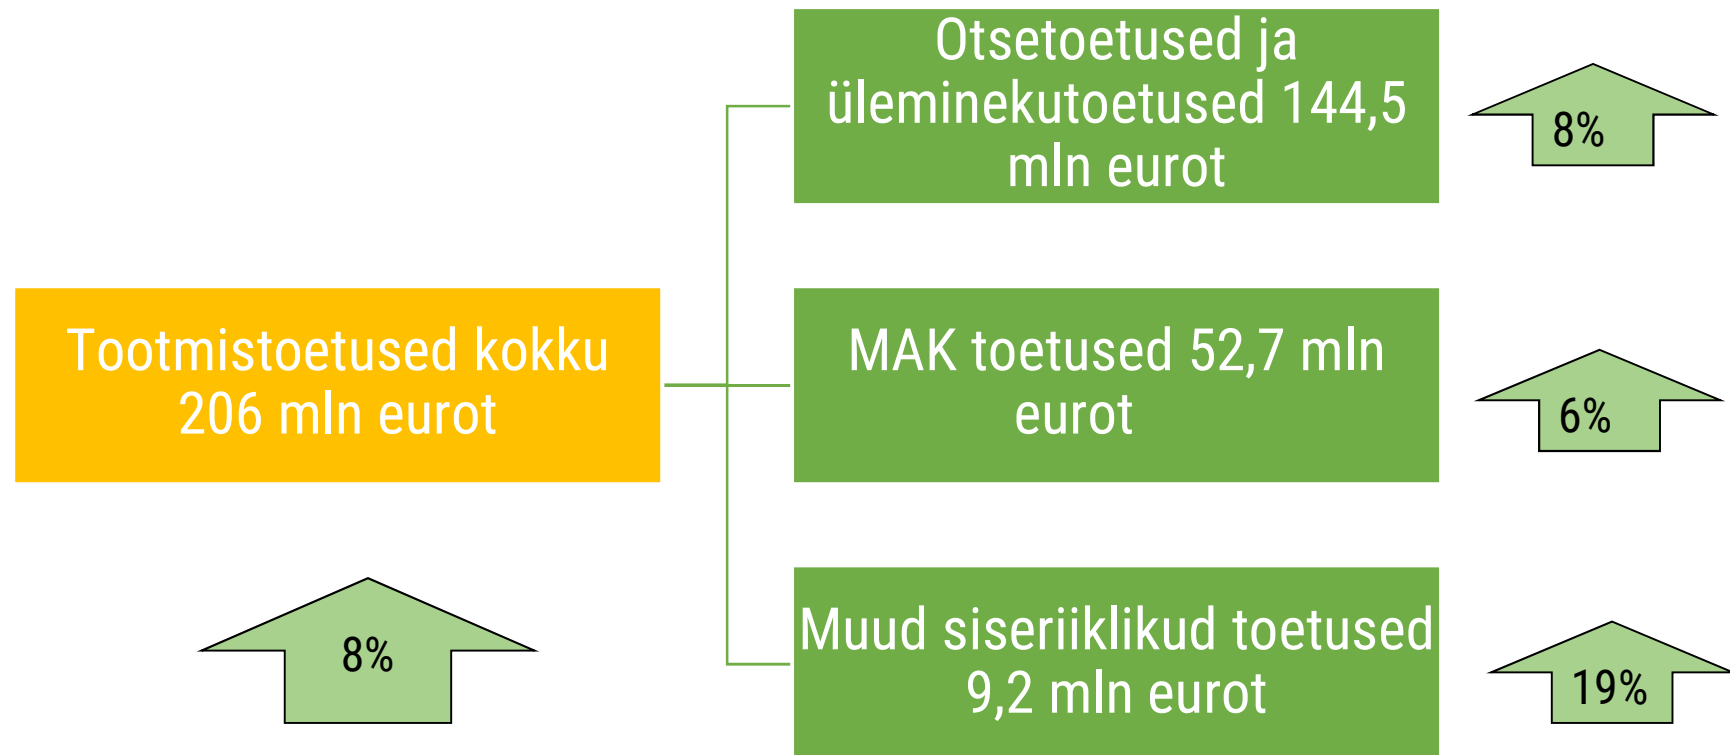 Otsetoetused ja
üleminekutoetused 144,5
mln eurot
8%
Tootmistoetused kokku
206 mln eurot
8%
MAK toetused 52,7 mln
eurot
6%
Muud siseriiklikud toetused
9,2 mln eurot
19%